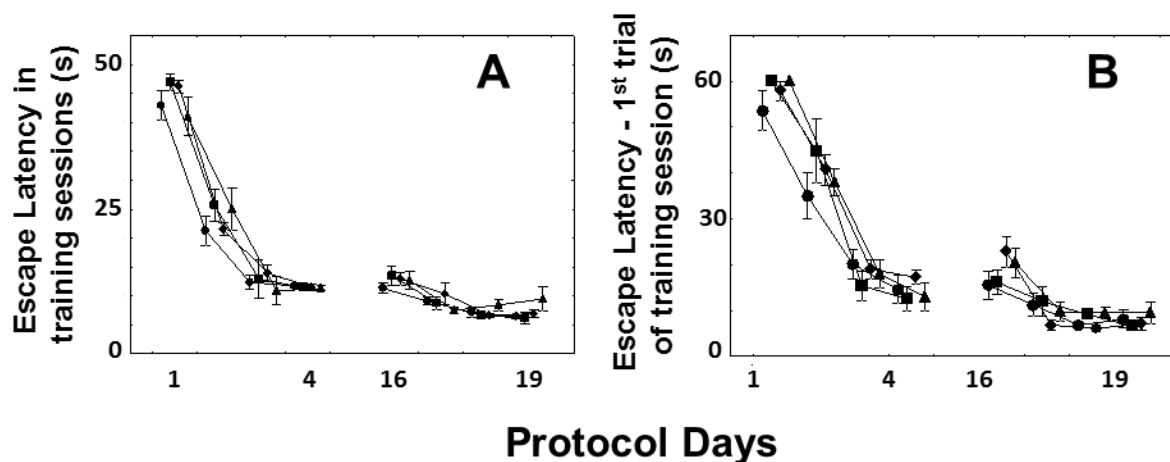 Escape Latency in
training sessions (s)
50
25
0
A
1 4 16 19
Escape Latency - 1st trial
of training session (s)
60
30
0
B
1 4 16 19
Protocol Days